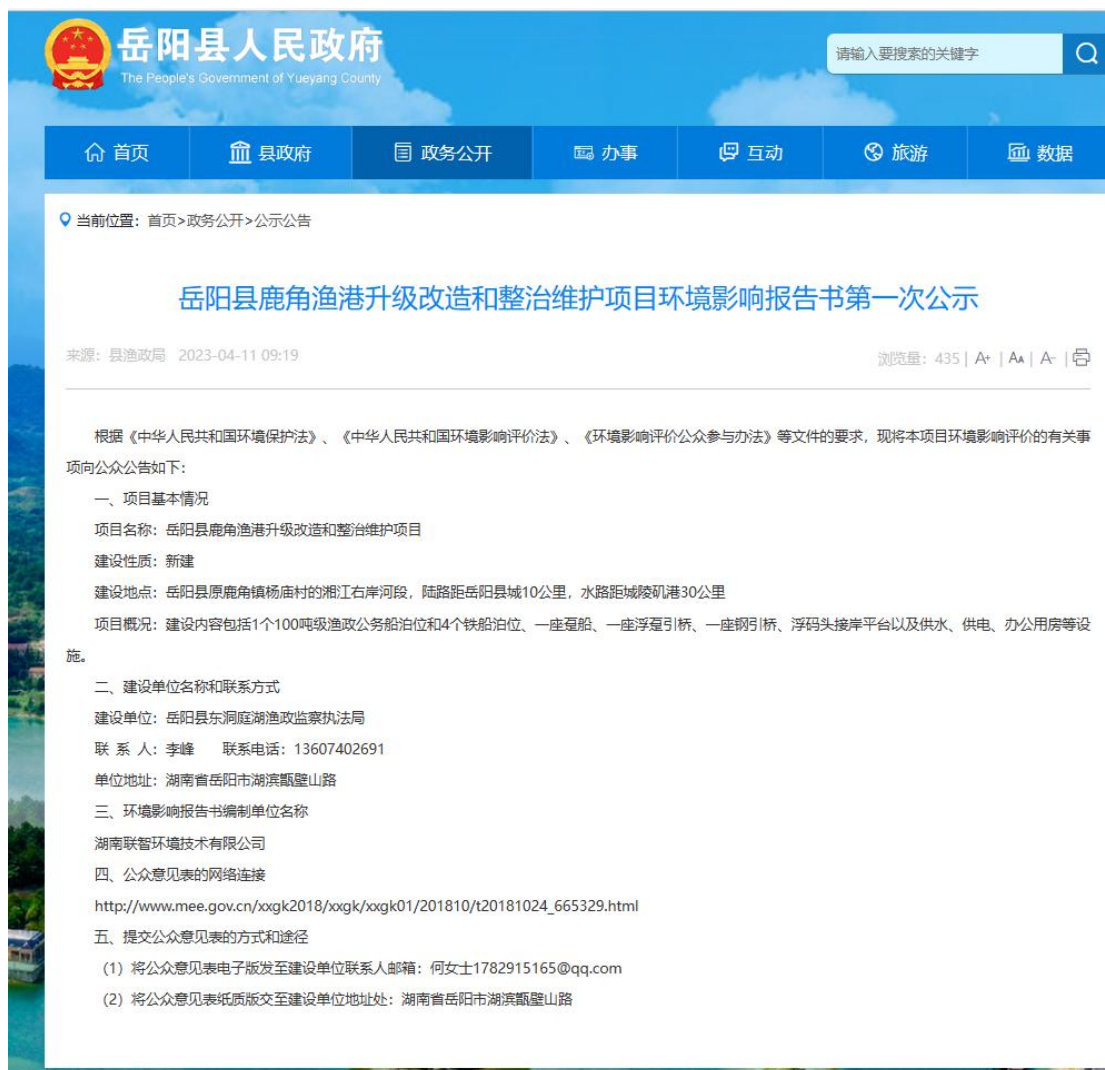 岳阳县人民政府
The People's Government of Yueyang County
请输入要搜索的关键字
首页 县政府 政务公开 办事 互动 旅游 数据
当前位置：首页>政务公开>公示公告
岳阳县鹿角渔港升级改造和整治维护项目环境影响报告书第一次公示
来源：县渔政局 2023-04-11 09:19 浏览量：435 | A+ | AA | A- |
根据《中华人民共和国环境保护法》、《中华人民共和国环境影响评价法》、《环境影响评价公众参与办法》等文件的要求，现将本项目环境影响评价的有关事
项向公众公告如下：
一、项目基本情况
项目名称：岳阳县鹿角渔港升级改造和整治维护项目
建设性质：新建
建设地点：岳阳县原鹿角镇杨庙村的湘江右岸河段，陆路距岳阳县城10公里，水路距城陵矶港30公里
项目概况：建设内容包括1个100吨级渔政公务船泊位和4个铁船泊位、一座趸船、一座浮趸引桥、一座钢引桥、浮码头接岸平台以及供水、供电、办公用房等设
施。
二、建设单位名称和联系方式
建设单位：岳阳县东洞庭湖渔政监察执法局
联 系 人：李峰 联系电话：13607402691
单位地址：湖南省岳阳市湖滨瓿壁山路
三、环境影响报告书编制单位名称
湖南联智环境技术有限公司
四、公众意见表的网络连接
http://www.mee.gov.cn/xxgk2018/xxgk/xxgk01/201810/t20181024_665329.html
五、提交公众意见表的方式和途径
（1）将公众意见表电子版发至建设单位联系人邮箱：何女士1782915165@qq.com
（2）将公众意见表纸质版交至建设单位地址处：湖南省岳阳市湖滨瓿壁山路